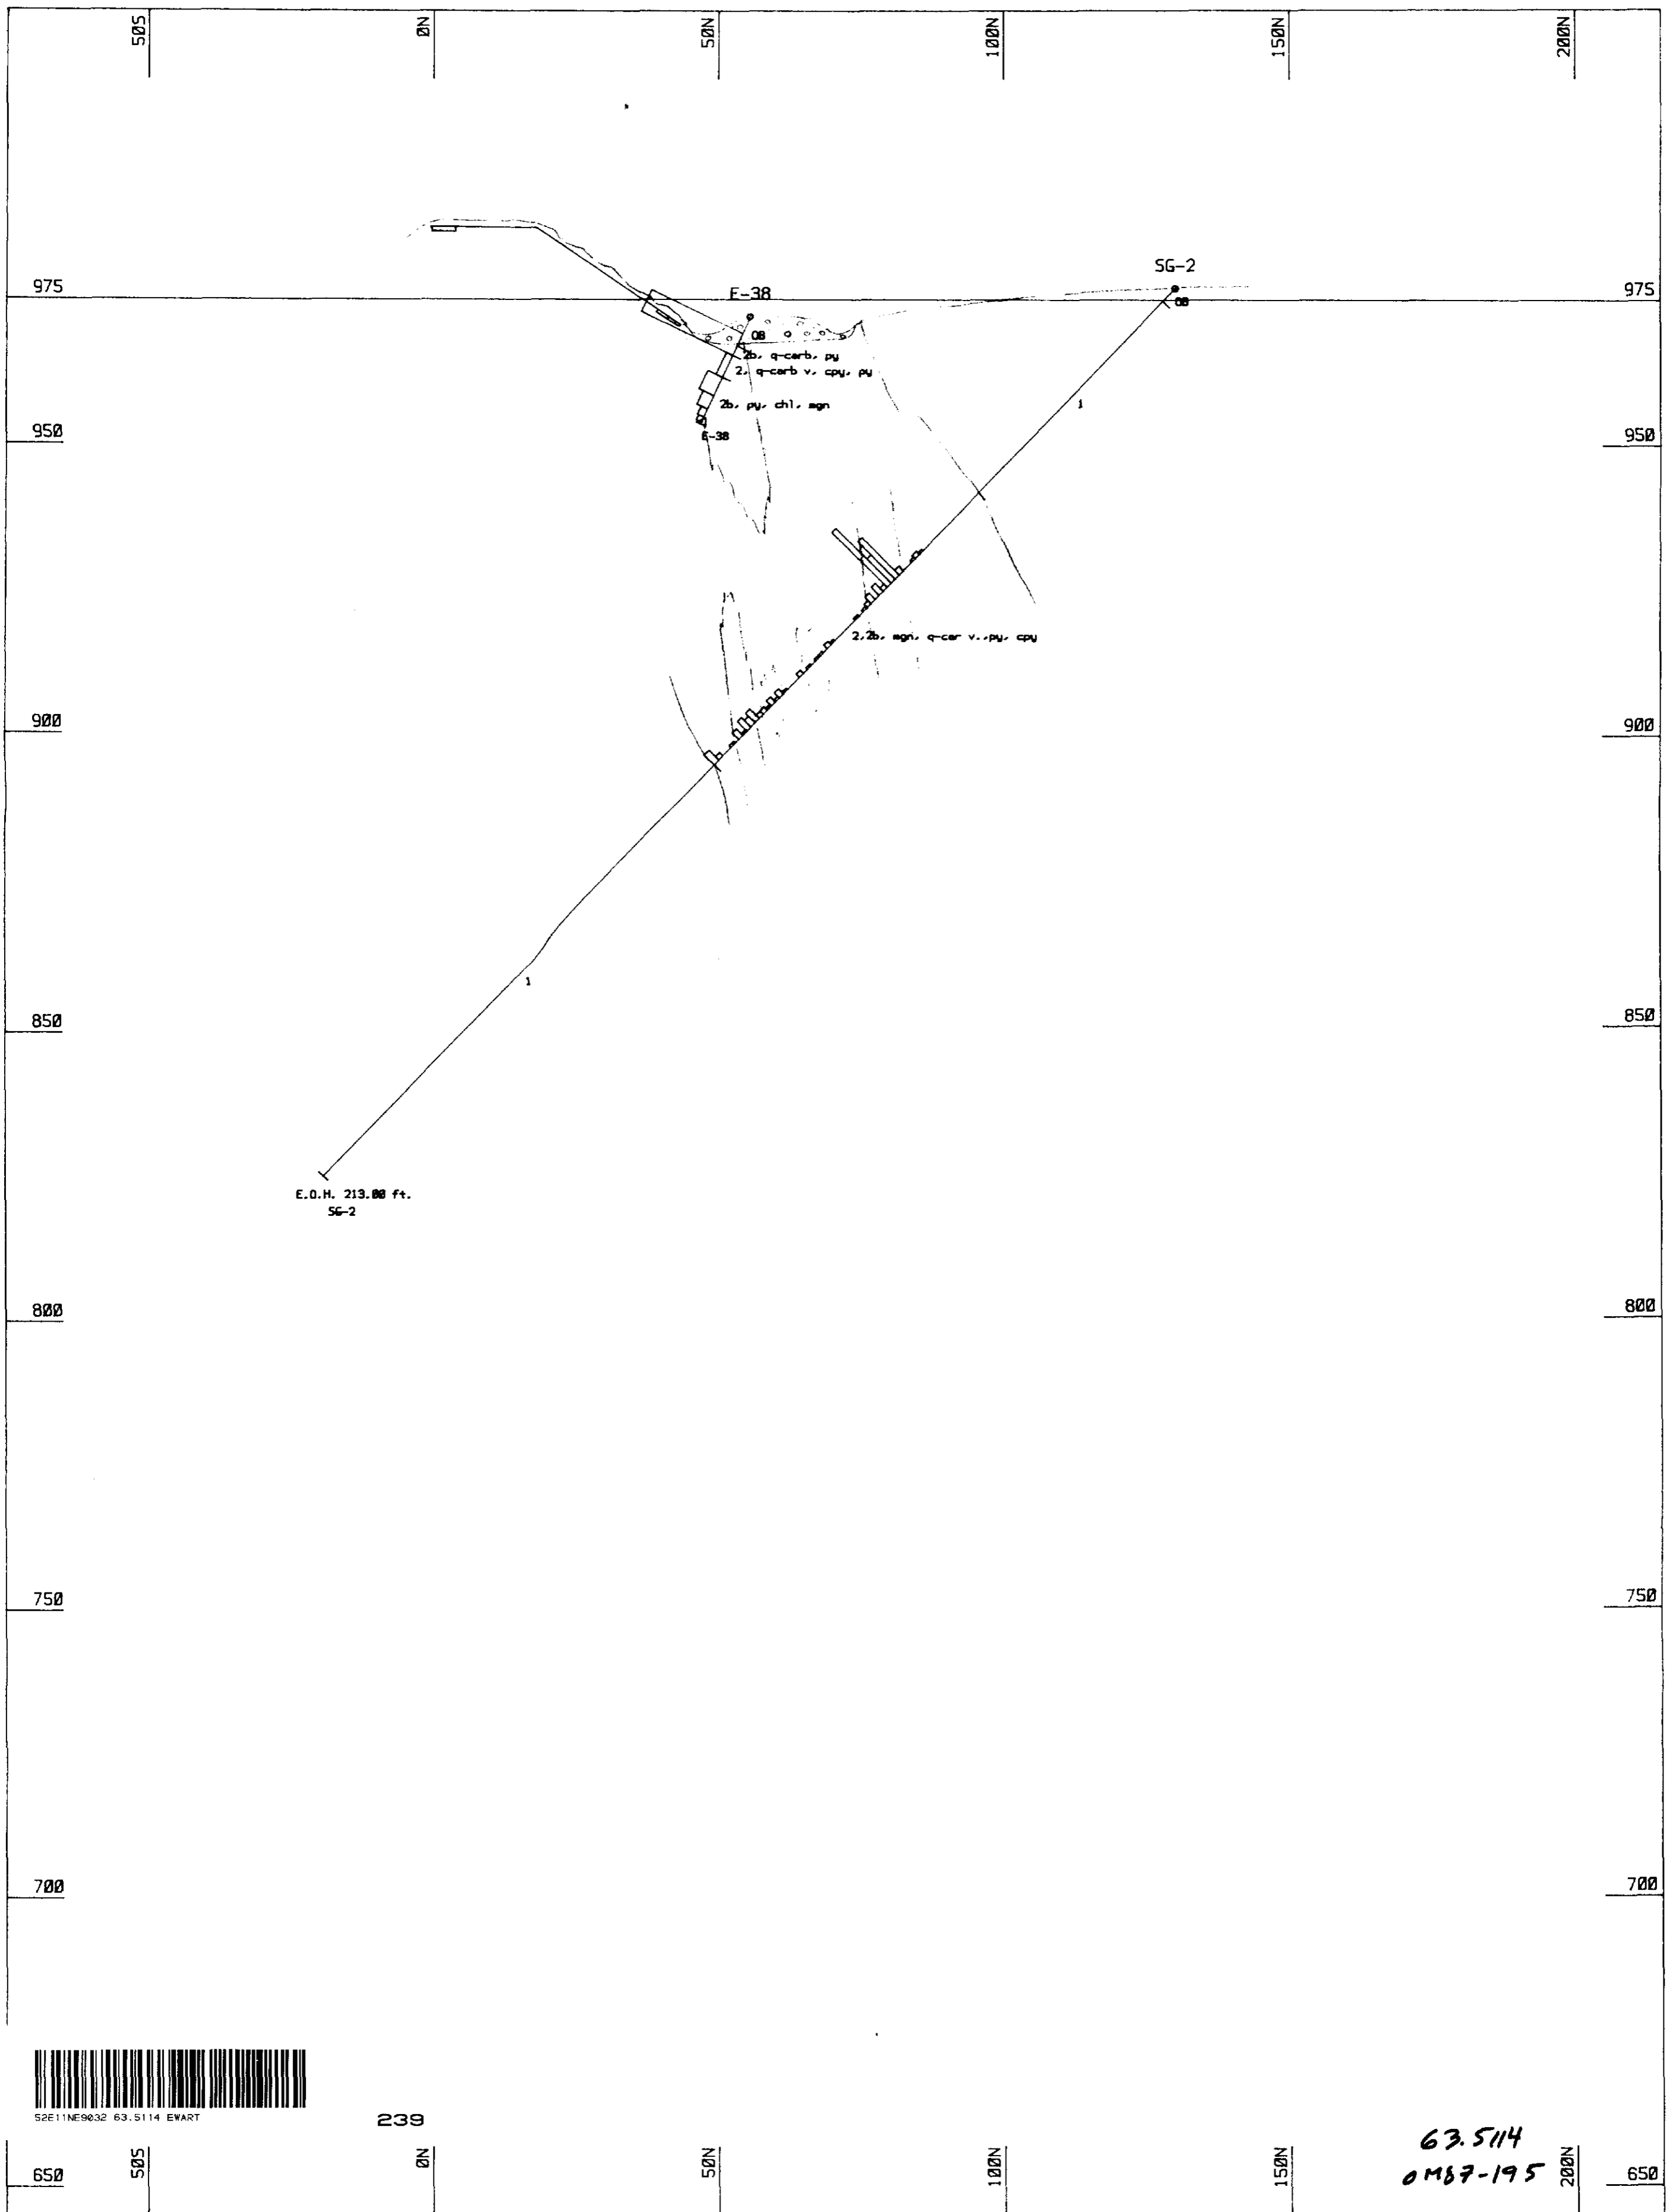 50S 0N 50N 100N 150N 200N
SG-2
975 E-38 975
OB
OB
2b, q-carb, py
2, q-carb v, cpy, py
2b, py, chl, mgn
1
950 E-38 950
2,2b, mgn, q-car v.,py, cpy
900 900
1
850 850
E.O.H. 213.00 ft.
SG-2
800 800
750 750
700 700
52E11NE9032 63.5114 EWART
239
63.5114
OM87-195
650 50S 0N 50N 100N 150N 200N 650